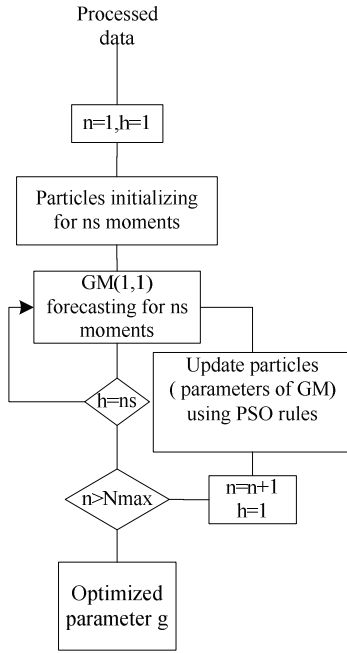 Processed
data
n=1,h=1
Particles initializing
for ns moments
GM(1,1)
forecasting for ns
moments
Update particles
( parameters of GM)
using PSO rules
h=ns
n>Nmax
n=n+1
h=1
Optimized
parameter g